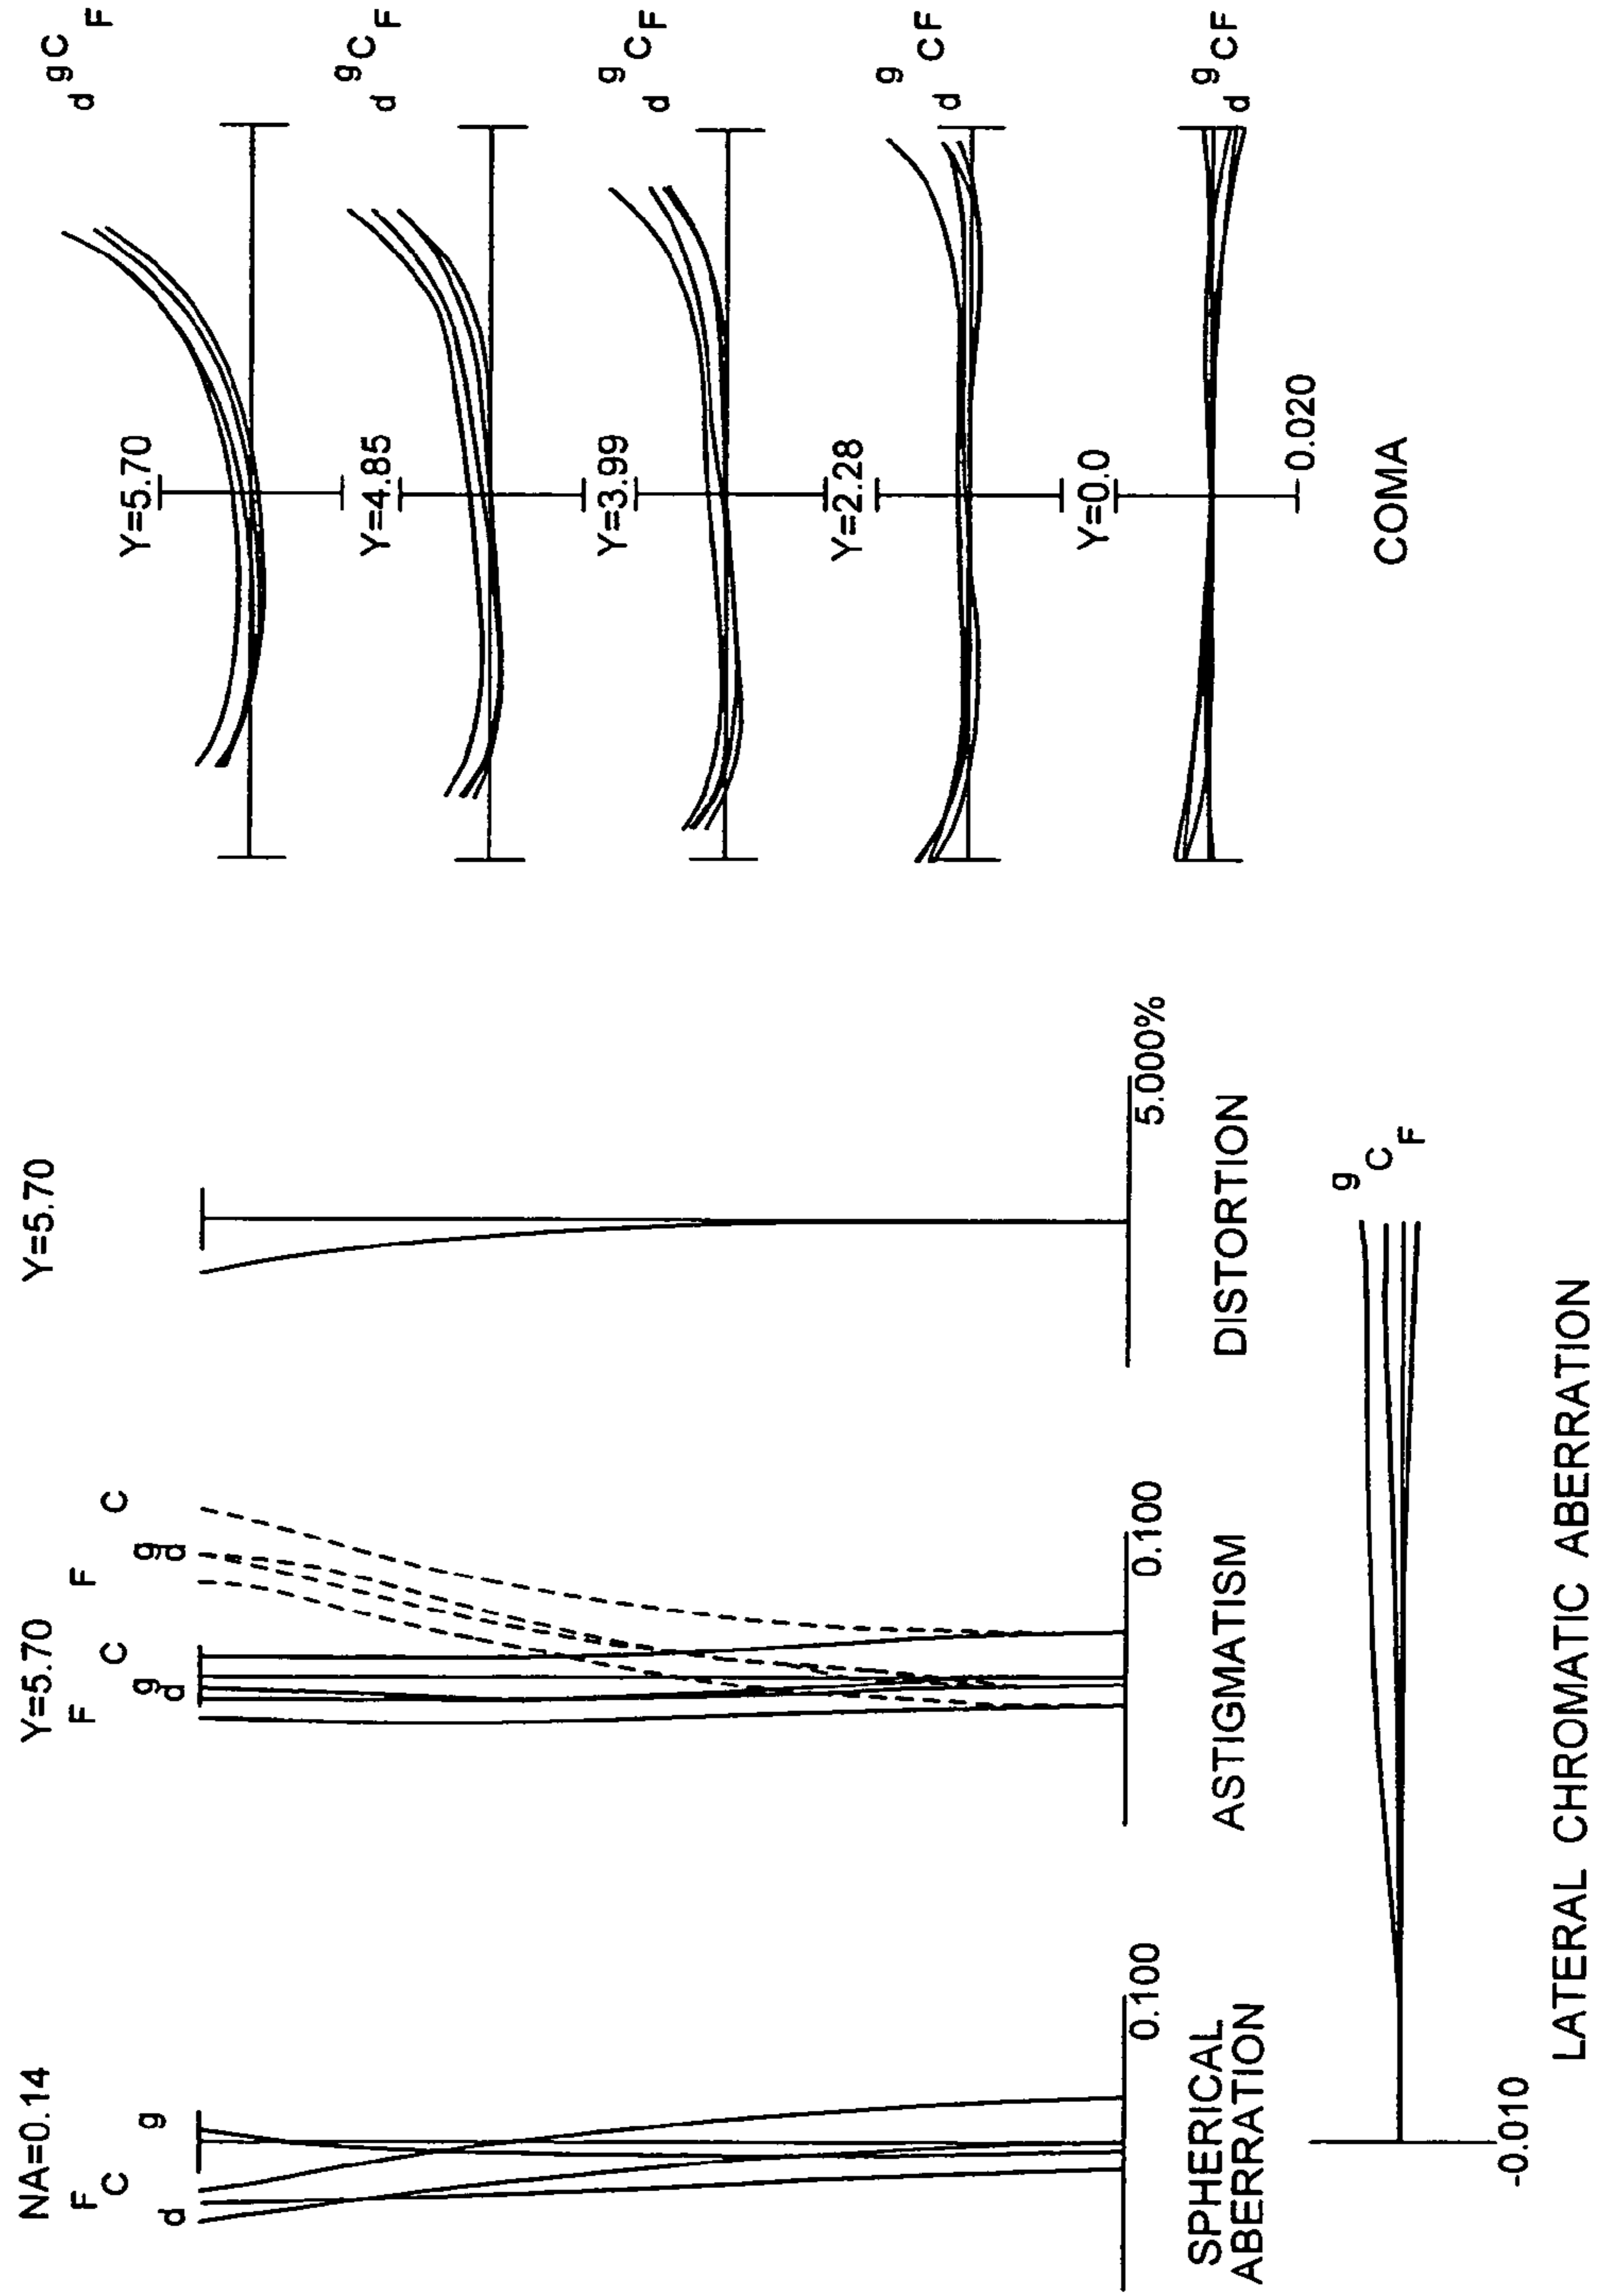 NA=0.14
F
C
d
g
0.100
SPHERICAL
ABERRATION
Y=5.70
F
g
d
C
F
g
d
C
0.100
ASTIGMATISM
Y=5.70
5.000%
DISTORTION
Y=5.70
d
g
C
F
Y=4.85
d
g
C
F
Y=3.99
d
g
C
F
Y=2.28
d
g
C
F
Y=0.0
d
g
C
F
0.020
COMA
g
C
F
-0.010
LATERAL CHROMATIC ABERRATION